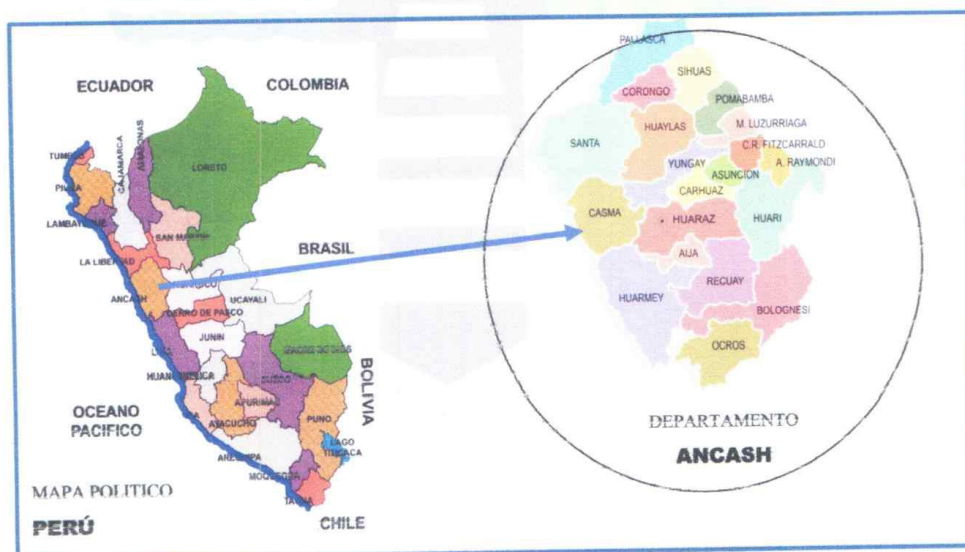 ECUADOR
COLOMBIA
TUMBES
PIURA
CAJAMARCA
AMAZONAS
LORETO
LAMBAYEQUE
SAN MARTIN
LA LIBERTAD
BRASIL
ANCASH
UCAYALI
CERRO DE PASCO
JUNIN
LIMA
MADRE DE DIOS
CUSCO
APURIMAC
AYACUCHO
PUNO
BOLIVIA
LAGO
TITICACA
OCEANO
PACIFICO
AREQUIPA
MOQUEGUA
TACNA
CHILE
MAPA POLITICO
PERÚ
PALLASCA
SIHUAS
CORONGO
POMABAMBA
HUAYLAS
M. LUZURRIAGA
SANTA
C.R. FITZCARRALD
YUNGAY
A. RAYMONDI
ASUNCION
CARHUAZ
CASMA
HUARAZ
HUARI
AIJA
RECUAY
HUARMEY
BOLOGNESI
OCROS
DEPARTAMENTO
ANCASH